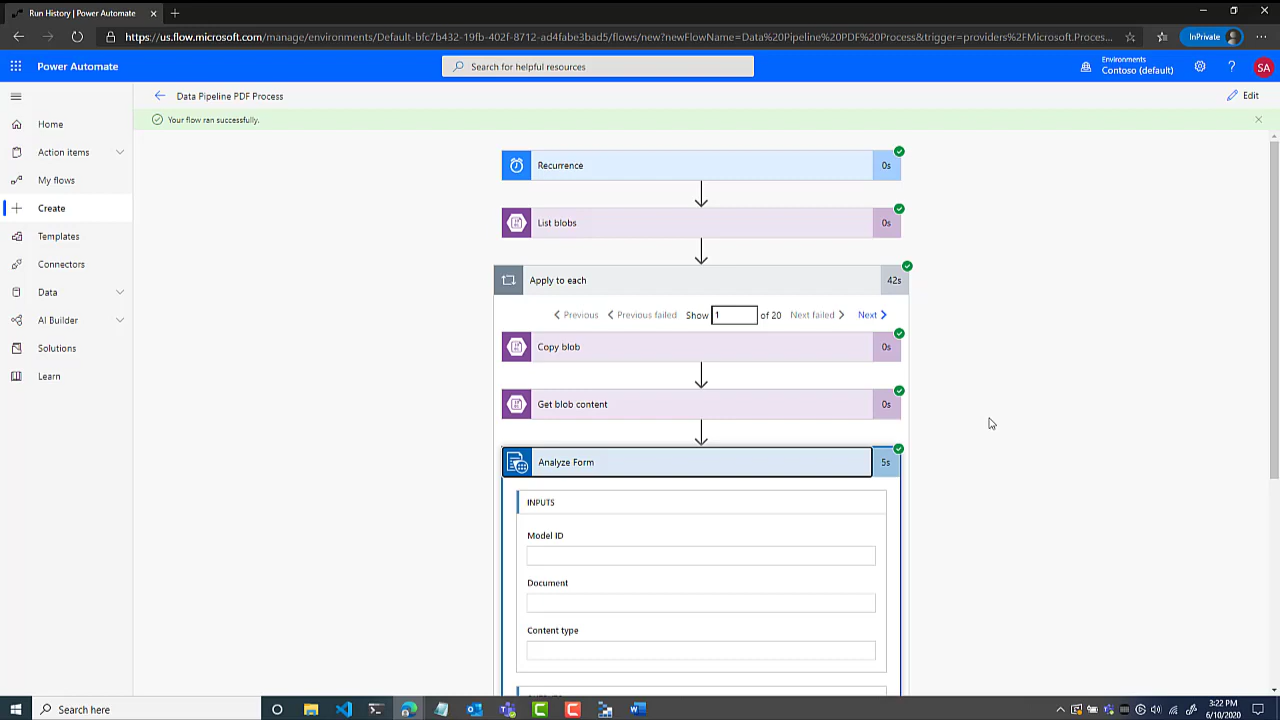 Run History | Power Automate
https://us.flow.microsoft.com/manage/environments/Default-bfc7b432-19fb-402f-8712-ad4fabe3bad5/flows/new?newFlowName=Data%20Pipeline%20PDF%20Process&trigger=providers%2FMicrosoft.Proces...
InPrivate
Power Automate
Search for helpful resources
Environments
Contoso (default)
SA
Data Pipeline PDF Process
Edit
Your flow ran successfully.
Home
Action items
My flows
Create
Templates
Connectors
Data
AI Builder
Solutions
Learn
Recurrence 0s
List blobs 0s
Apply to each 42s
Previous Previous failed Show 1 of 20 Next failed Next
Copy blob 0s
Get blob content 0s
Analyze Form 5s
INPUTS
Model ID
Document
Content type
Search here
3:22 PM
6/10/2020